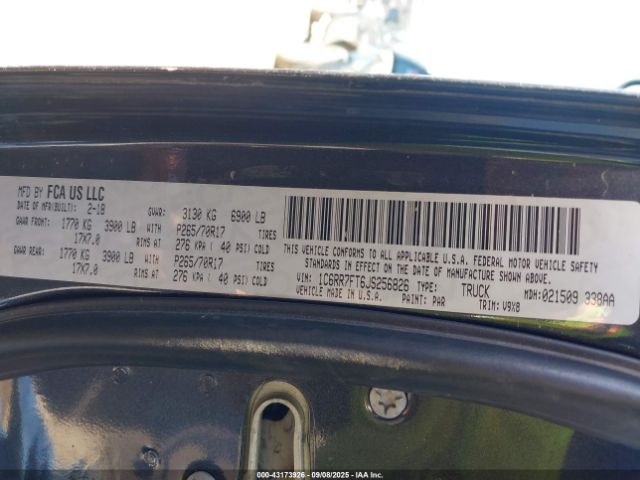 MFD BY FCA US LLC
DATE OF MFR(BUILT): 2-18 GVWR: 3130 KG 6900 LB
GAWR FRONT: 1770 KG 3900 LB P265/70R17 TIRES
17X7.0 RIMS AT 276 KPA ( 40 PSI) COLD
GAWR REAR: 1770 KG 3900 LB P265/70R17 TIRES
17X7.0 RIMS AT 276 KPA ( 40 PSI) COLD
THIS VEHICLE CONFORMS TO ALL APPLICABLE U.S.A. FEDERAL MOTOR
VEHICLE SAFETY STANDARDS IN EFFECT ON THE DATE
OF MANUFACTURE SHOWN ABOVE.
VIN: 1C6RR7FT6JS256826 TYPE: TRUCK MDH: 021509 338AA
VEHICLE MADE IN U.S.A. PAINT: PAR TRIM: V9X8
000-43173926 - 09/08/2025 -